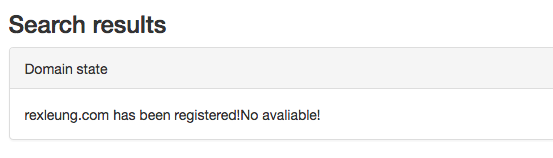 Search results
Domain state
rexleung.com has been registered!No avaliable!